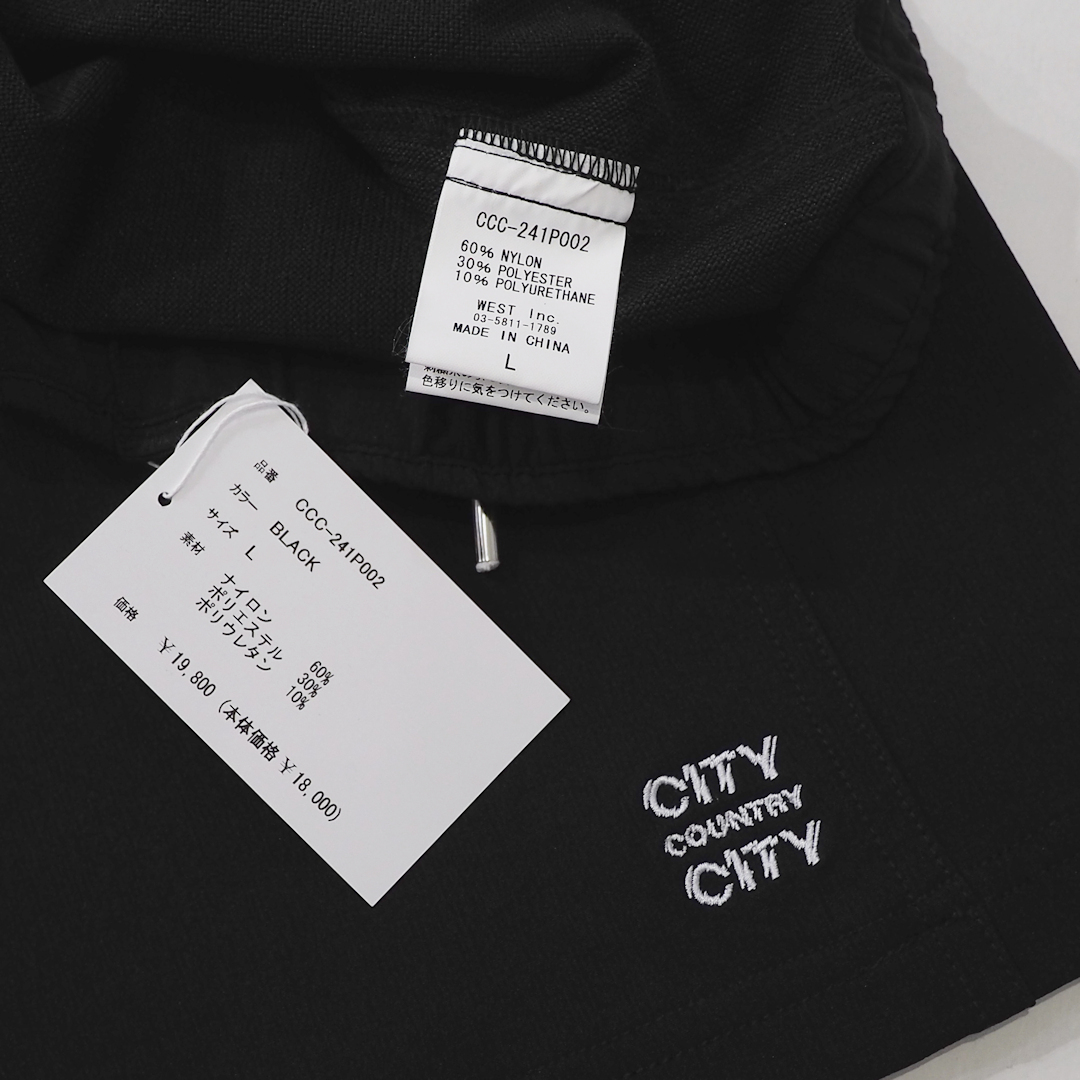 CCC-241P002
60% NYLON
30% POLYESTER
10% POLYURETHANE
WEST Inc.
03-5811-1789
MADE IN CHINA
L
色移りに気をつけてください。
品番 CCC-241P002
カラー BLACK
サイズ L
素材
ナイロン 60%
ポリエステル 30%
ポリウレタン 10%
価格 ¥19,800 (本体価格 ¥18,000)
CITY
COUNTRY
CITY